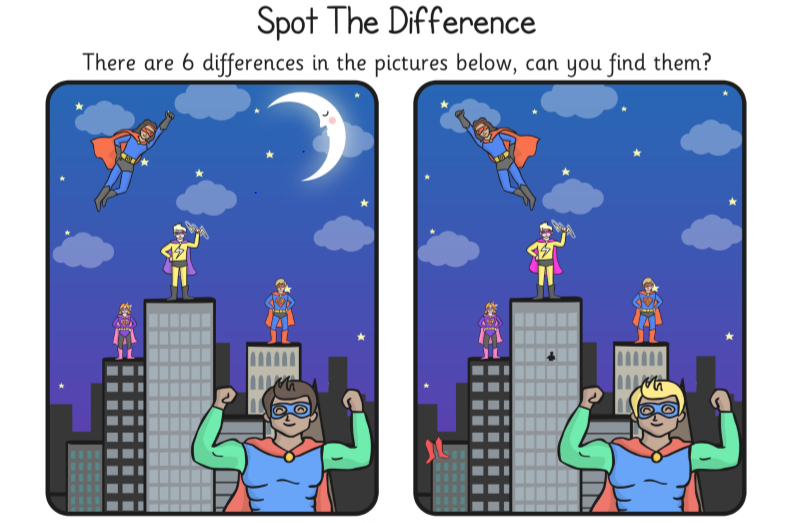 Spot The Difference
There are 6 differences in the pictures below, can you find them?